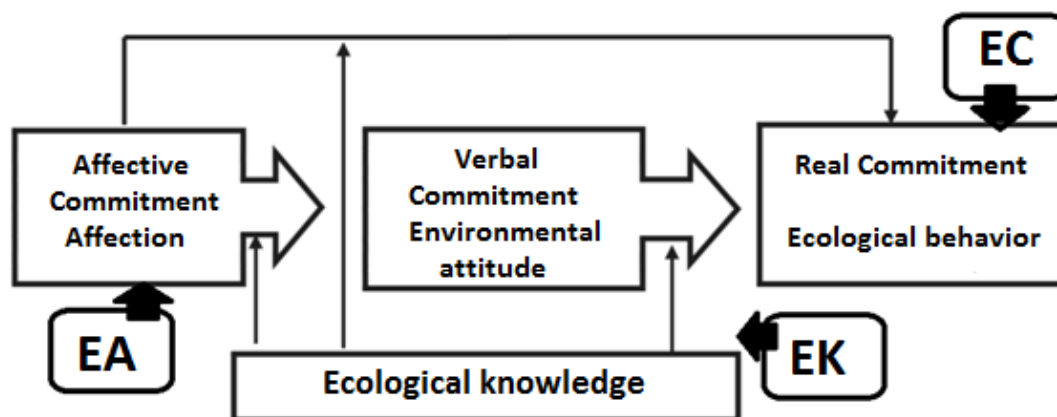 EC
Affective
Commitment
Affection
Verbal
Commitment
Environmental
attitude
Real Commitment
Ecological behavior
EA
Ecological knowledge
EK